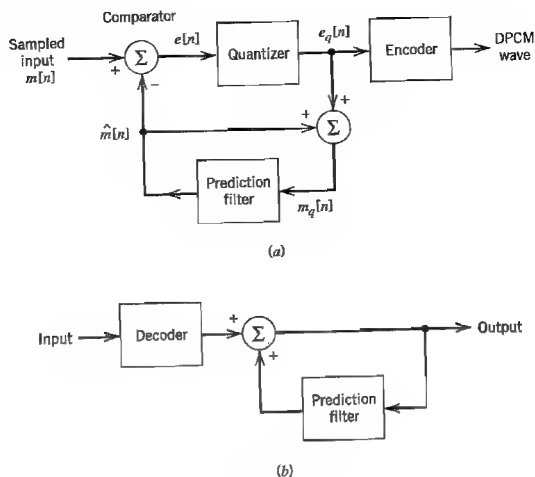 Comparator
Sampled
input
m[n]
+
Σ
−
e[n]
Quantizer
e_q[n]
Encoder
DPCM
wave
+
+
Σ
m̂[n]
Prediction
filter
m_q[n]
(a)
Input
Decoder
+
Σ
+
Output
Prediction
filter
(b)